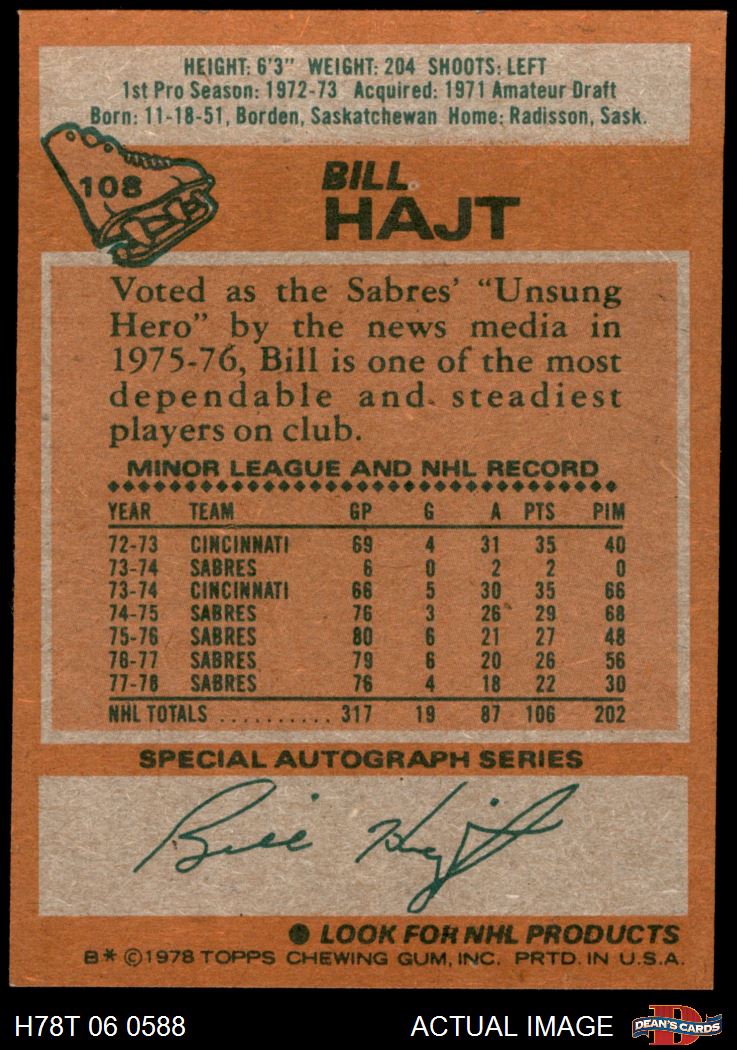 HEIGHT: 6'3" WEIGHT: 204 SHOOTS: LEFT
1st Pro Season: 1972-73 Acquired: 1971 Amateur Draft
Born: 11-18-51, Borden, Saskatchewan Home: Radisson, Sask.
108
BILL
HAJT
Voted as the Sabres' "Unsung
Hero" by the news media in
1975-76, Bill is one of the most
dependable and steadiest
players on club.
MINOR LEAGUE AND NHL RECORD
YEAR TEAM GP G A PTS PIM
72-73 CINCINNATI 69 4 31 35 40
73-74 SABRES 6 0 2 2 0
73-74 CINCINNATI 66 5 30 35 66
74-75 SABRES 76 3 26 29 68
75-76 SABRES 80 6 21 27 48
76-77 SABRES 79 6 20 26 56
77-78 SABRES 76 4 18 22 30
NHL TOTALS .......... 317 19 87 106 202
SPECIAL AUTOGRAPH SERIES
Bill Hajt
LOOK FOR NHL PRODUCTS
B* ©1978 TOPPS CHEWING GUM, INC. PRTD. IN U.S.A.
H78T 06 0588 ACTUAL IMAGE DEAN'S CARDS